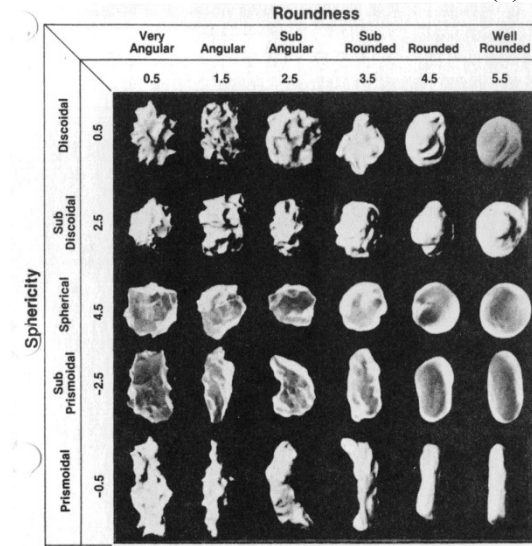 Roundness
Very Angular
Angular
Sub Angular
Sub Rounded
Rounded
Well Rounded
0.5
1.5
2.5
3.5
4.5
5.5
Sphericity
Discoidal
0.5
Sub Discoidal
2.5
Spherical
4.5
Sub Prismoidal
-2.5
Prismoidal
-0.5